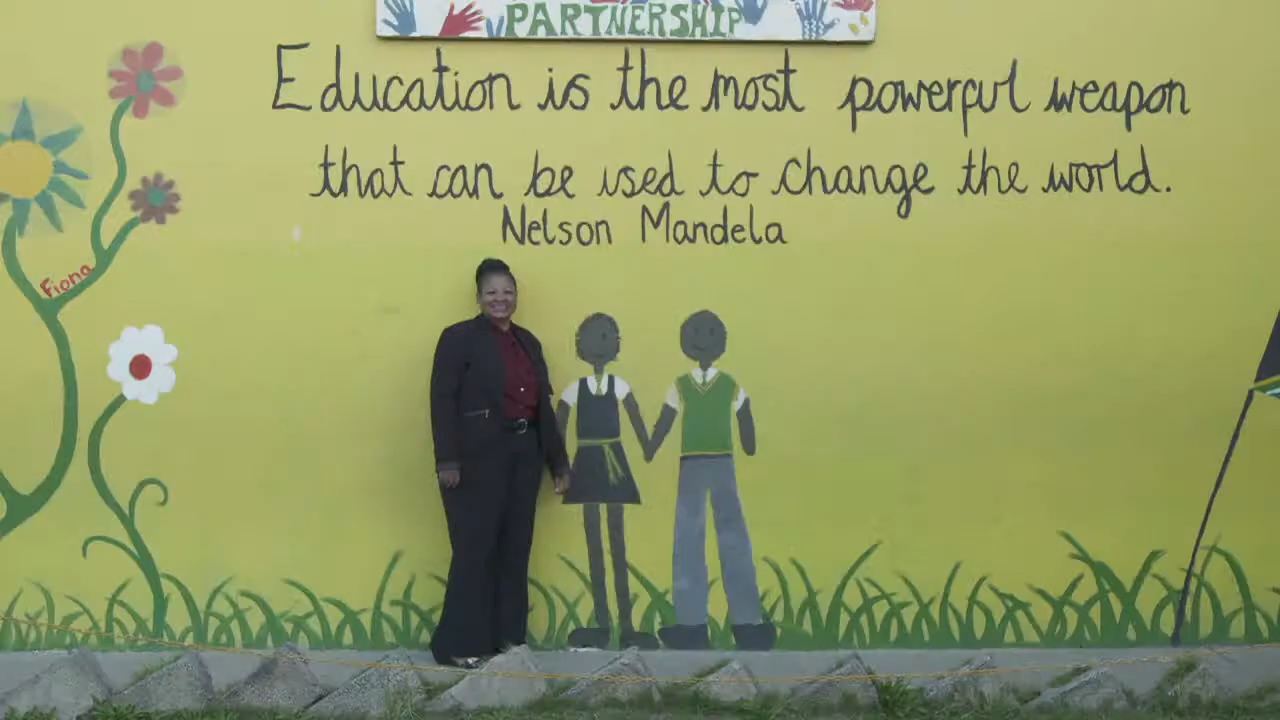 PARTNERSHIP
Education is the most powerful weapon
that can be used to change the world.
Nelson Mandela
Fiona